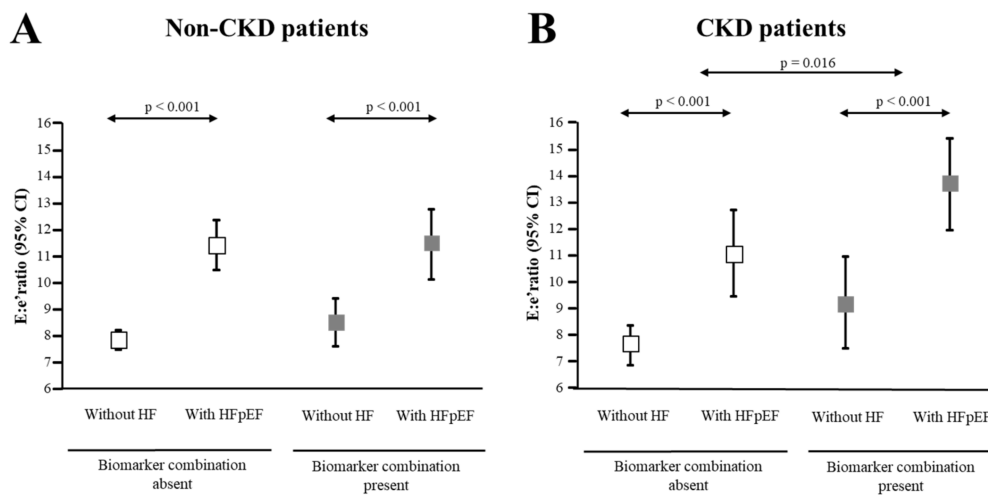 A
Non-CKD patients
p < 0.001
p < 0.001
E:e'ratio (95% CI)
16
15
14
13
12
11
10
9
8
7
6
Without HF
With HFpEF
Without HF
With HFpEF
Biomarker combination
absent
Biomarker combination
present
B
CKD patients
p = 0.016
p < 0.001
p < 0.001
E:e'ratio (95% CI)
16
15
14
13
12
11
10
9
8
7
6
Without HF
With HFpEF
Without HF
With HFpEF
Biomarker combination
absent
Biomarker combination
present